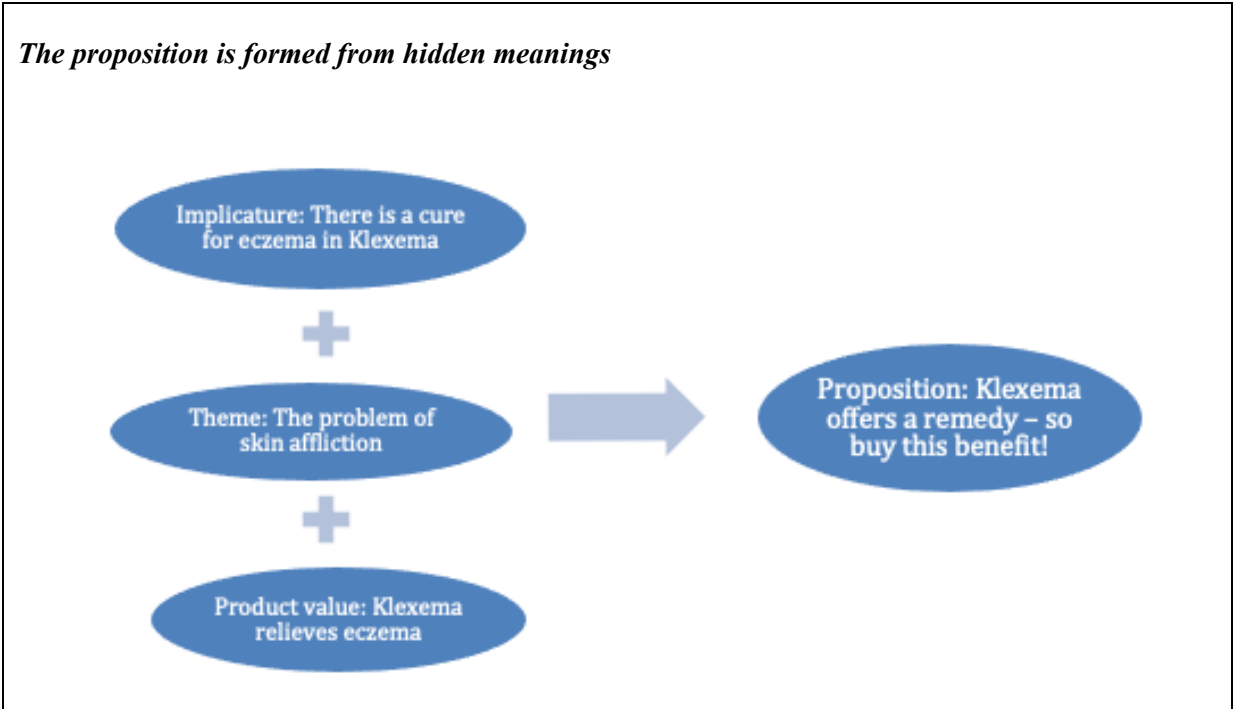 The proposition is formed from hidden meanings
Implicature: There is a cure
for eczema in Klexema
Theme: The problem of
skin affliction
Product value: Klexema
relieves eczema
Proposition: Klexema
offers a remedy – so
buy this benefit!